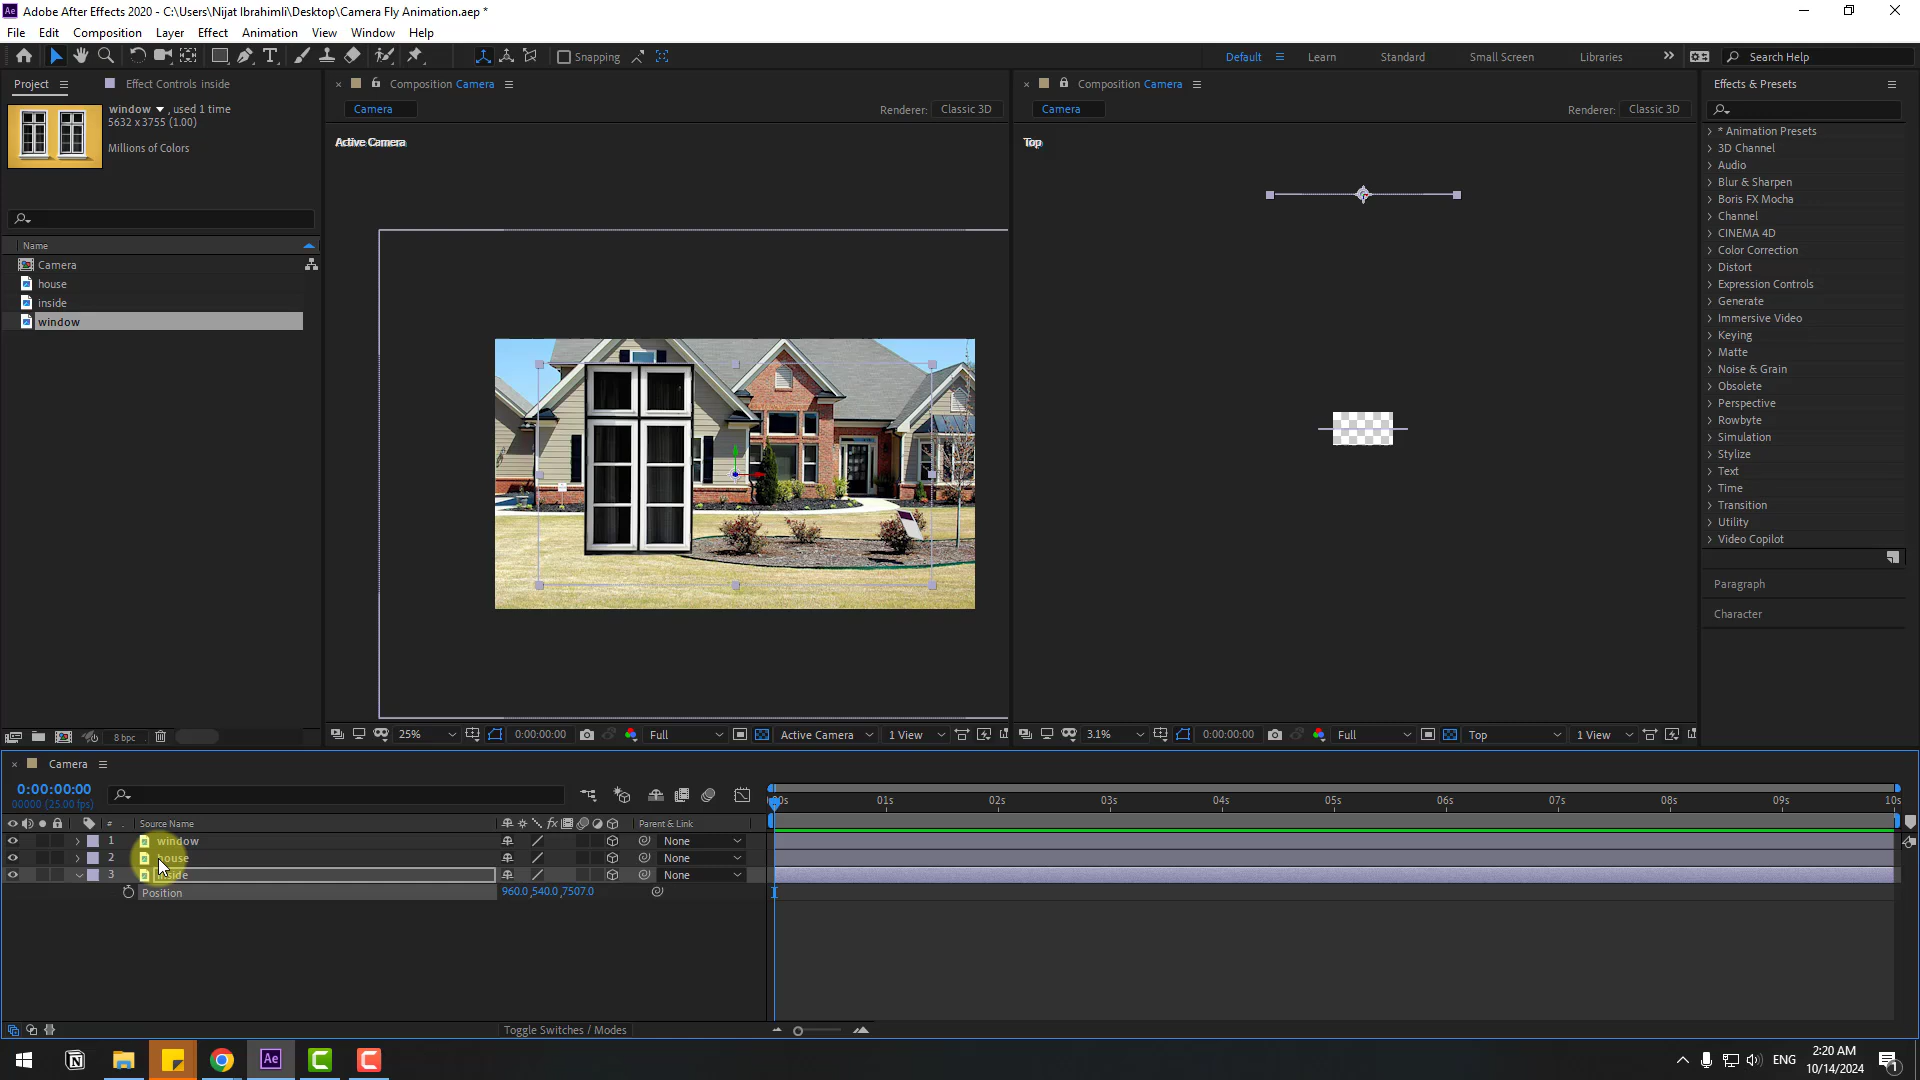 Adobe After Effects 2020 - C:\Users\Nijat Ibrahimli\Desktop\Camera Fly Animation.aep *
File Edit Composition Layer Effect Animation View Window Help
Snapping Default Learn Standard Small Screen Libraries Search Help
Project Effect Controls inside
window , used 1 time
5632 x 3755 (1.00)
Millions of Colors
Name
Camera
house
inside
window
8 bpc
Composition Camera
Camera
Renderer: Classic 3D
Active Camera
25% 0:00:00:00 Full Active Camera 1 View
Composition Camera
Camera
Renderer: Classic 3D
Top
3.1% 0:00:00:00 Full Top 1 View
Effects & Presets
* Animation Presets
3D Channel
Audio
Blur & Sharpen
Boris FX Mocha
Channel
CINEMA 4D
Color Correction
Distort
Expression Controls
Generate
Immersive Video
Keying
Matte
Noise & Grain
Obsolete
Perspective
Rowbyte
Simulation
Stylize
Text
Time
Transition
Utility
Video Copilot
Paragraph
Character
Camera
0:00:00:00
00000 (25.00 fps)
:00s 01s 02s 03s 04s 05s 06s 07s 08s 09s 10s
# Source Name fx Parent & Link
1 window None
2 house None
3 inside None
Position 960.0 ,540.0 ,7507.0
Toggle Switches / Modes
Ae
ENG
2:20 AM
10/14/2024
1